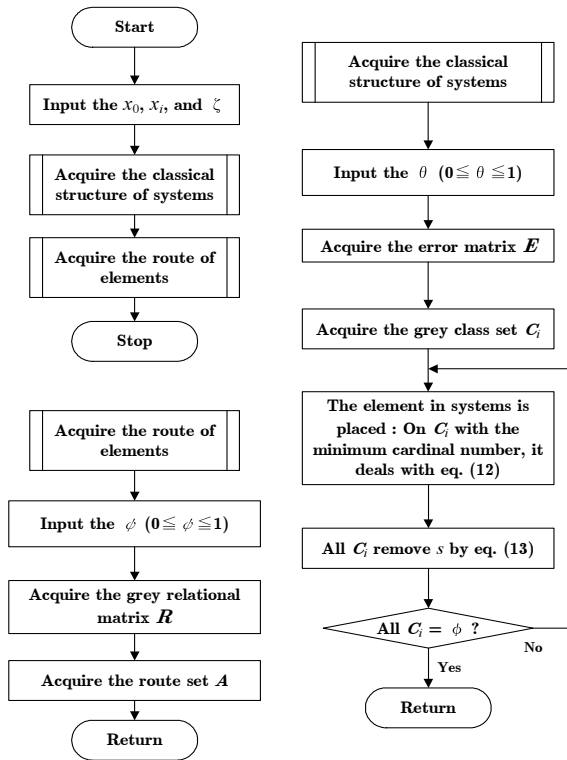 Start
Input the x₀, xᵢ, and ζ
Acquire the classical
structure of systems
Acquire the route of
elements
Stop
Acquire the route of
elements
Input the ϕ (0≦ ϕ ≦1)
Acquire the grey relational
matrix R
Acquire the route set A
Return
Acquire the classical
structure of systems
Input the θ (0≦ θ ≦1)
Acquire the error matrix E
Acquire the grey class set Cᵢ
The element in systems is
placed : On Cᵢ with the
minimum cardinal number, it
deals with eq. (12)
All Cᵢ remove s by eq. (13)
All Cᵢ = ϕ ?
No
Yes
Return